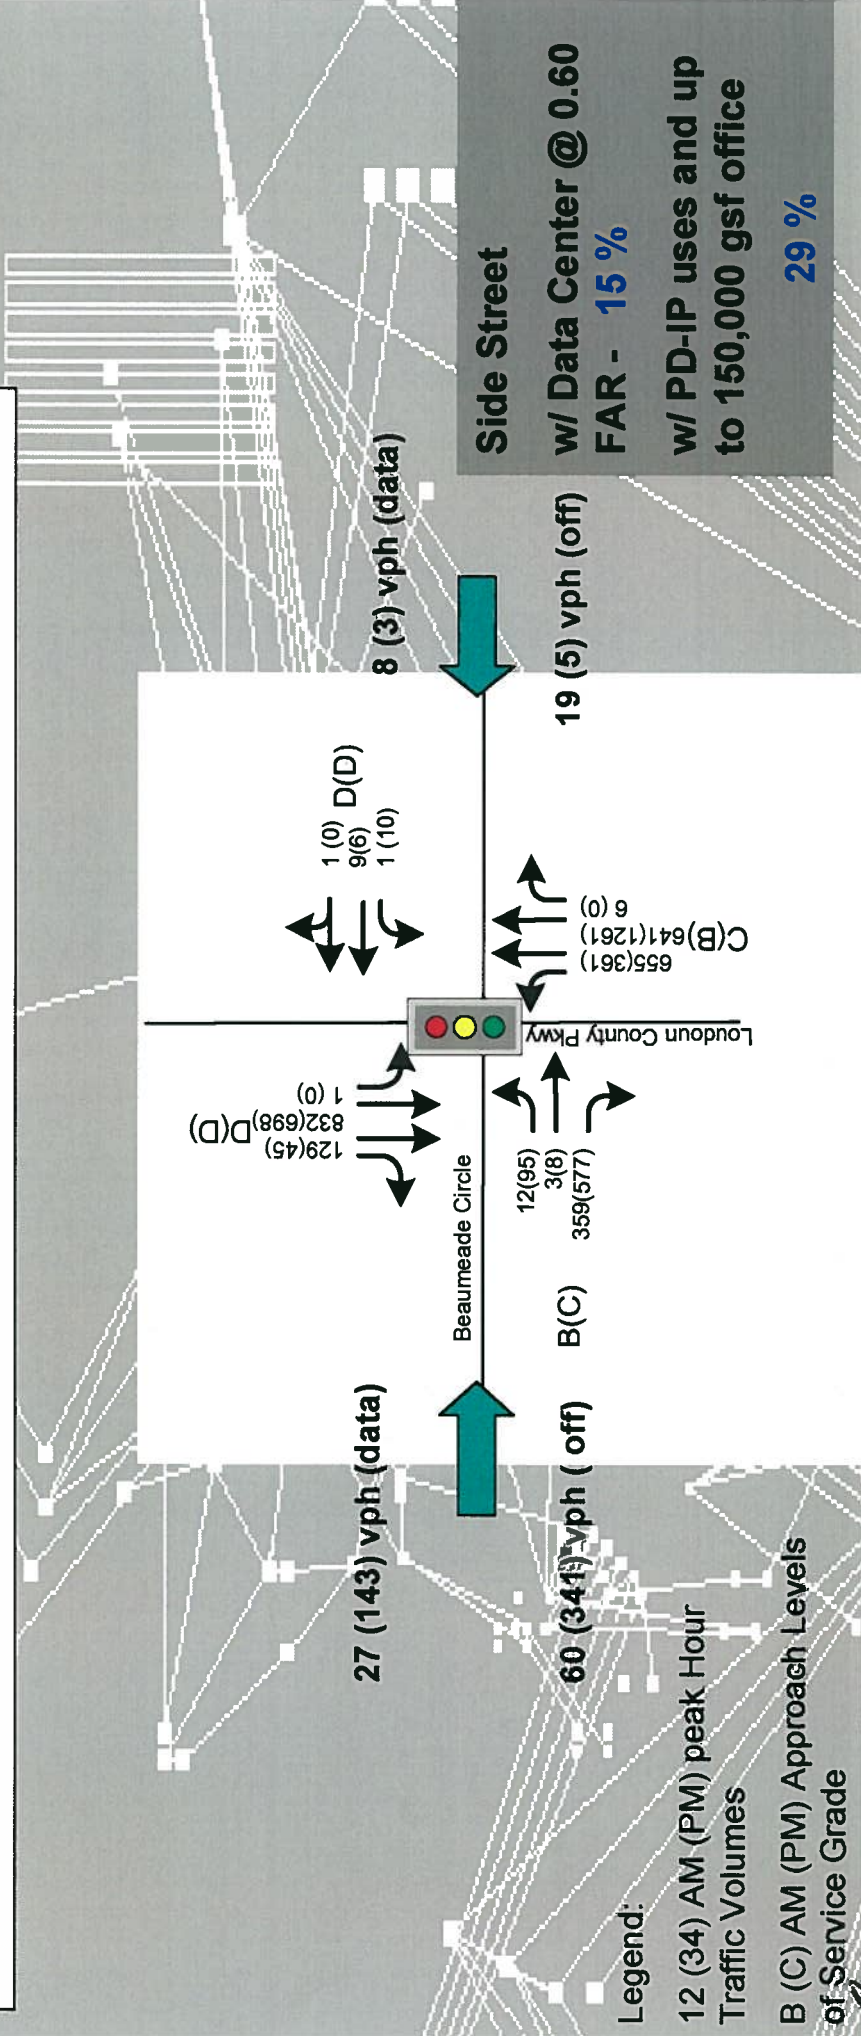 27 (143) vph (data)
60 (341) vph ( off)
8 (3) vph (data)
19 (5) vph (off)
Side Street
w/ Data Center @ 0.60
FAR - 15 %
w/ PD-IP uses and up
to 150,000 gsf office
29 %
129(45)
832(698)
1 (0)
D(D)
1 (0)
9(6)
1 (10)
D(D)
Beaumeade Circle
12(95)
3(8)
359(577)
B(C)
Loudoun County Pkwy
655(361)
641(1261)
6 (0)
C(B)
Legend:
12 (34) AM (PM) peak Hour
Traffic Volumes
B (C) AM (PM) Approach Levels
of Service Grade